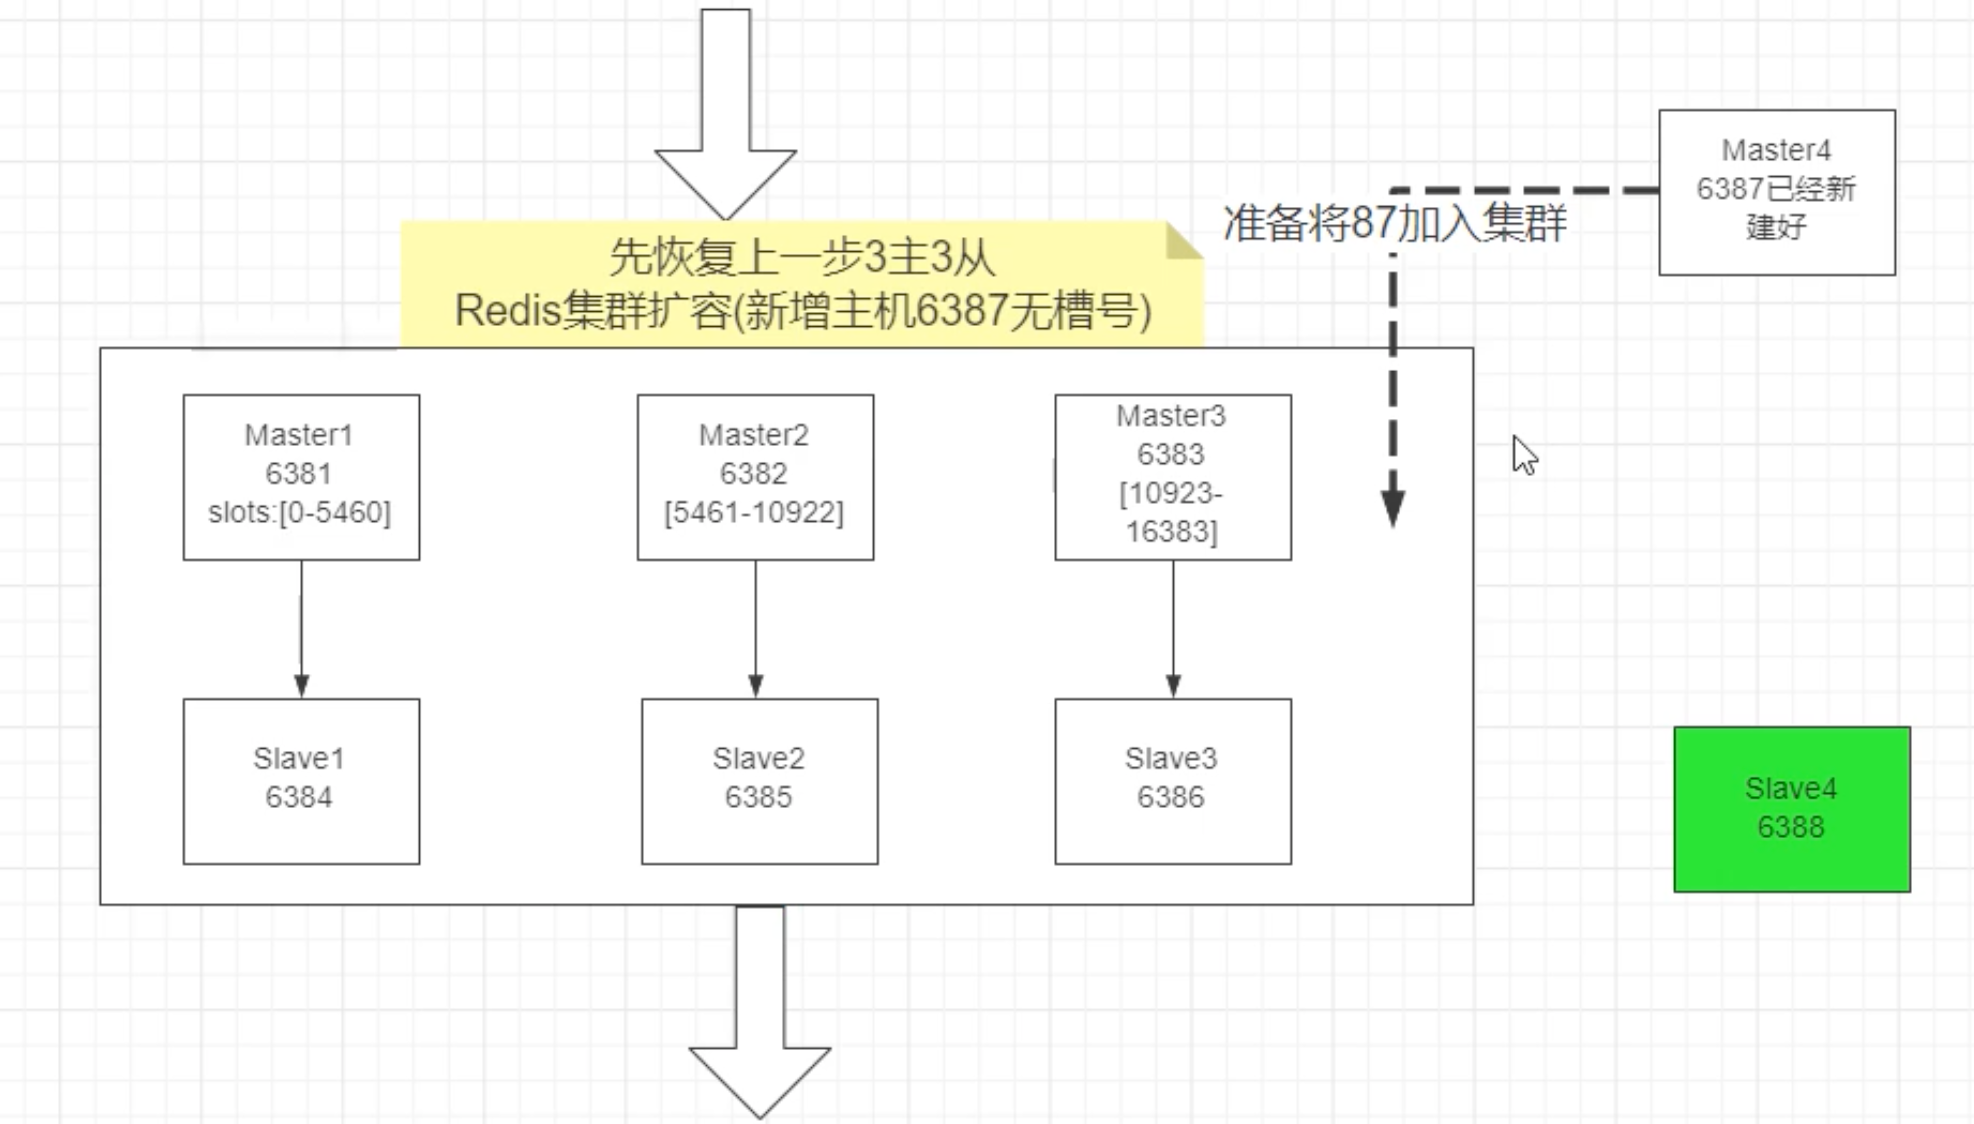 Master4
6387已经新
建好
准备将87加入集群
先恢复上一步3主3从
Redis集群扩容(新增主机6387无槽号)
Master1
6381
slots:[0-5460]
Master2
6382
[5461-10922]
Master3
6383
[10923-
16383]
Slave1
6384
Slave2
6385
Slave3
6386
Slave4
6388